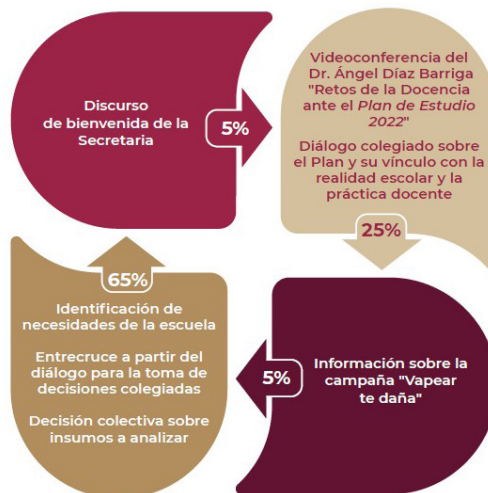 Discurso
de bienvenida de la
Secretaria
5%
Videoconferencia del
Dr. Ángel Díaz Barriga
"Retos de la Docencia
ante el Plan de Estudio
2022"
Diálogo colegiado sobre
el Plan y su vínculo con la
realidad escolar y la
práctica docente
25%
Información sobre la
campaña "Vapear
te daña"
5%
65%
Identificación de
necesidades de la escuela
Entrecruce a partir del
diálogo para la toma de
decisiones colegiadas
Decisión colectiva sobre
insumos a analizar